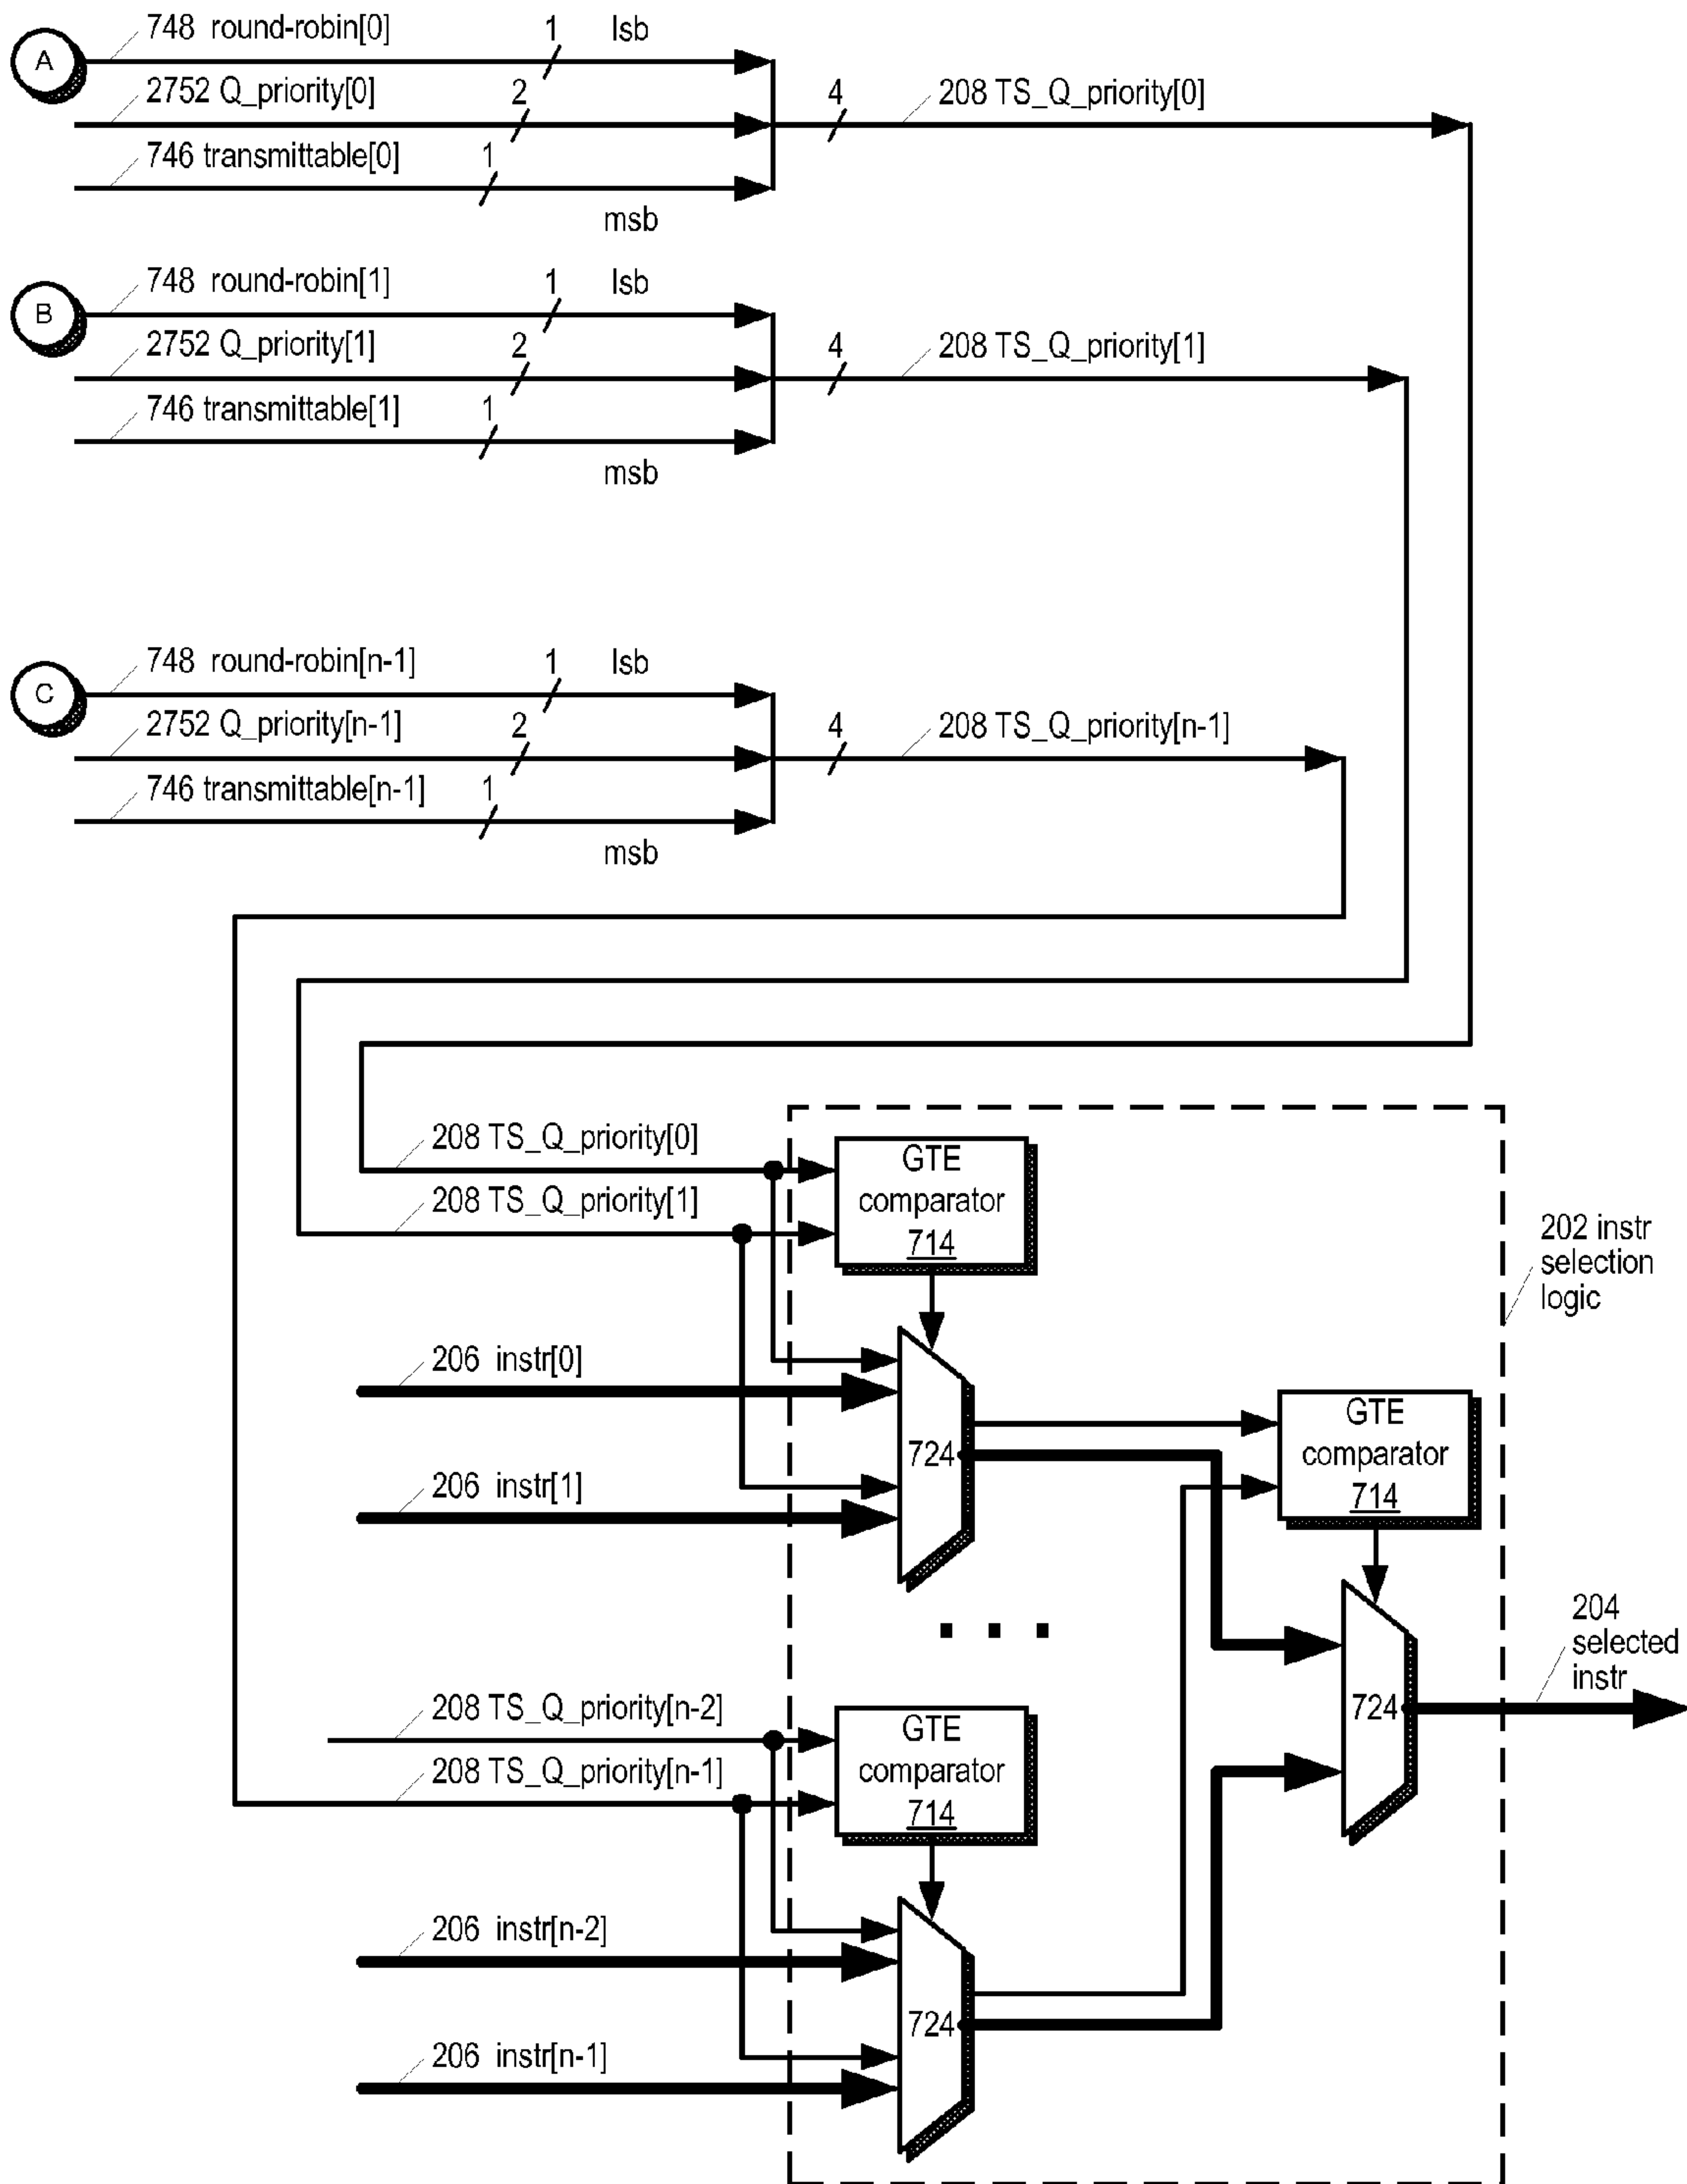 A
748 round-robin[0]
1
lsb
2752 Q_priority[0]
2
4
208 TS_Q_priority[0]
746 transmittable[0]
1
msb
B
748 round-robin[1]
1
lsb
2752 Q_priority[1]
2
4
208 TS_Q_priority[1]
746 transmittable[1]
1
msb
C
748 round-robin[n-1]
1
lsb
2752 Q_priority[n-1]
2
4
208 TS_Q_priority[n-1]
746 transmittable[n-1]
1
msb
208 TS_Q_priority[0]
208 TS_Q_priority[1]
GTE
comparator
714
202 instr
selection
logic
206 instr[0]
206 instr[1]
724
GTE
comparator
714
204
selected
instr
724
208 TS_Q_priority[n-2]
208 TS_Q_priority[n-1]
GTE
comparator
714
206 instr[n-2]
206 instr[n-1]
724